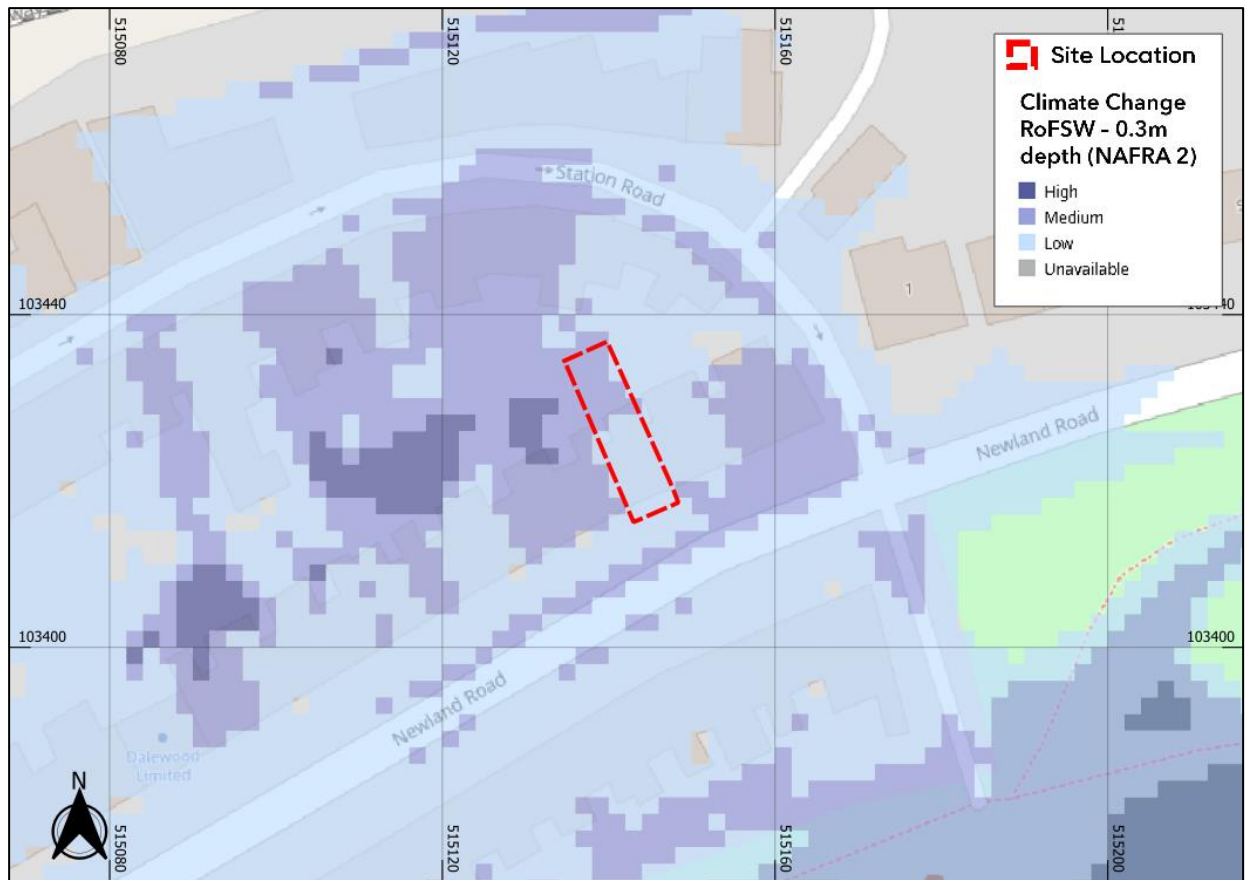 515080
515120
515160
51
Site Location
Climate Change
RoFSW - 0.3m
depth (NAFRA 2)
High
Medium
Low
Unavailable
Station Road
103440
1
Newland Road
103400
103400
Newland Road
Dalewood
Limited
N
515080
515120
515160
515200